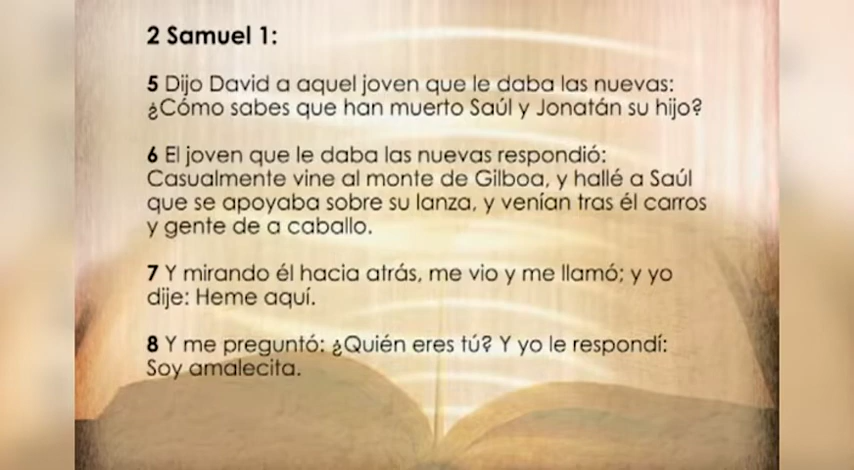 2 Samuel 1:
5 Dijo David a aquel joven que le daba las nuevas:
¿Cómo sabes que han muerto Saúl y Jonatán su hijo?
6 El joven que le daba las nuevas respondió:
Casualmente vine al monte de Gilboa, y hallé a Saúl
que se apoyaba sobre su lanza, y venían tras él carros
y gente de a caballo.
7 Y mirando él hacia atrás, me vio y me llamó; y yo
dije: Heme aquí.
8 Y me preguntó: ¿Quién eres tú? Y yo le respondí:
Soy amalecita.